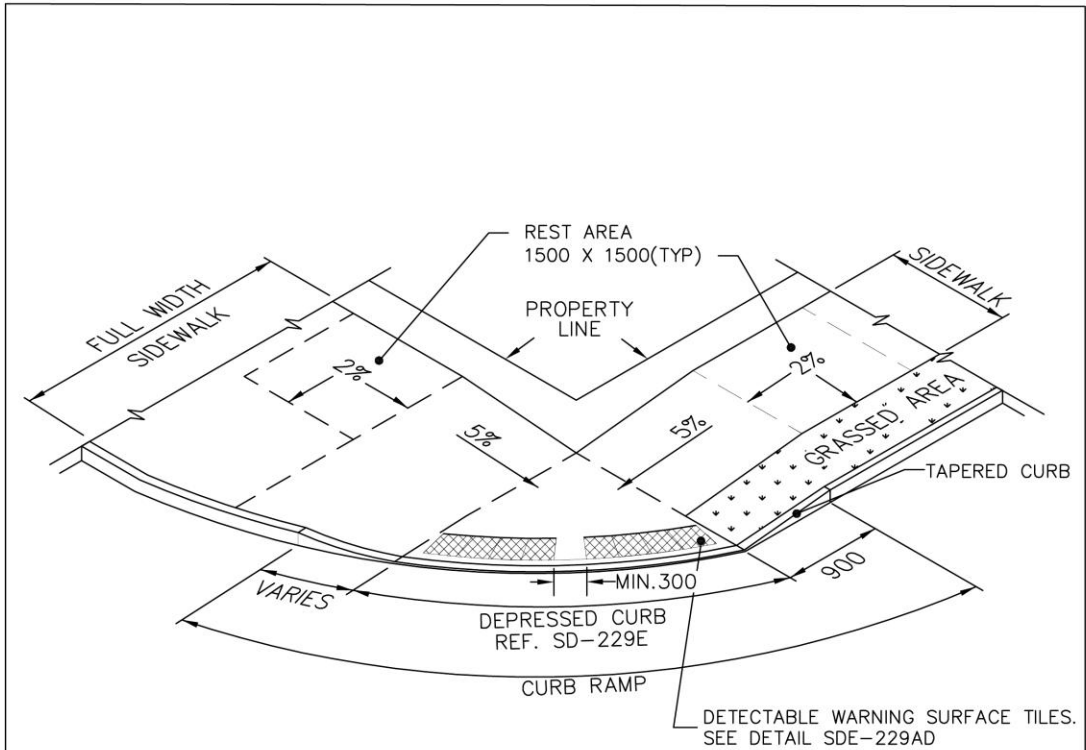 REST AREA
1500 X 1500(TYP)
FULL WIDTH
SIDEWALK
PROPERTY
LINE
SIDEWALK
2%
2%
5%
5%
GRASSED AREA
TAPERED CURB
900
MIN.300
VARIES
DEPRESSED CURB
REF. SD-229E
CURB RAMP
DETECTABLE WARNING SURFACE TILES.
SEE DETAIL SDE-229AD